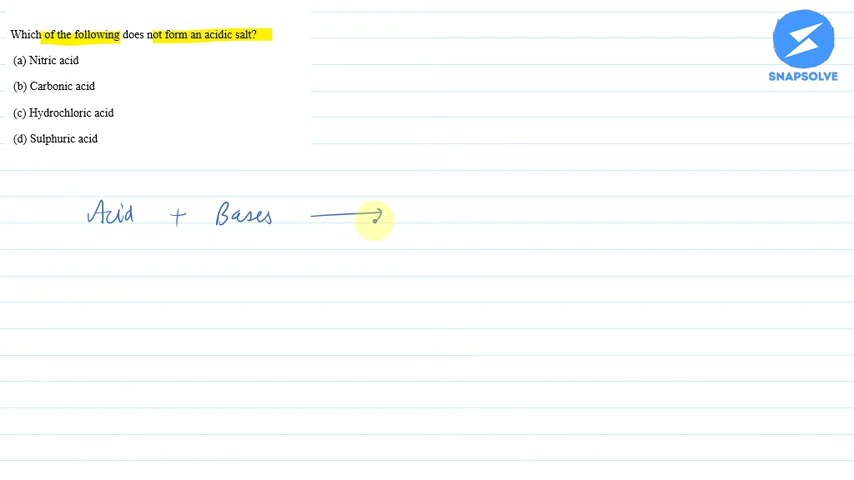 Which of the following does not form an acidic salt?
(a) Nitric acid
(b) Carbonic acid
(c) Hydrochloric acid
(d) Sulphuric acid
SNAPSOLVE
Acid + Bases ⟶